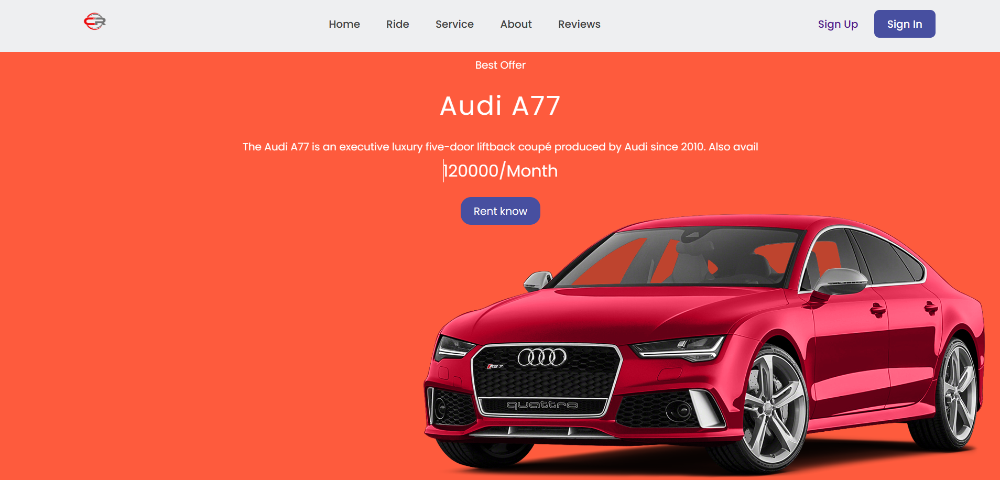 CR
Home Ride Service About Reviews Sign Up Sign In
Best Offer
Audi A77
The Audi A77 is an executive luxury five-door liftback coupé produced by Audi since 2010. Also avail
120000/Month
Rent know
RS 7
quattro